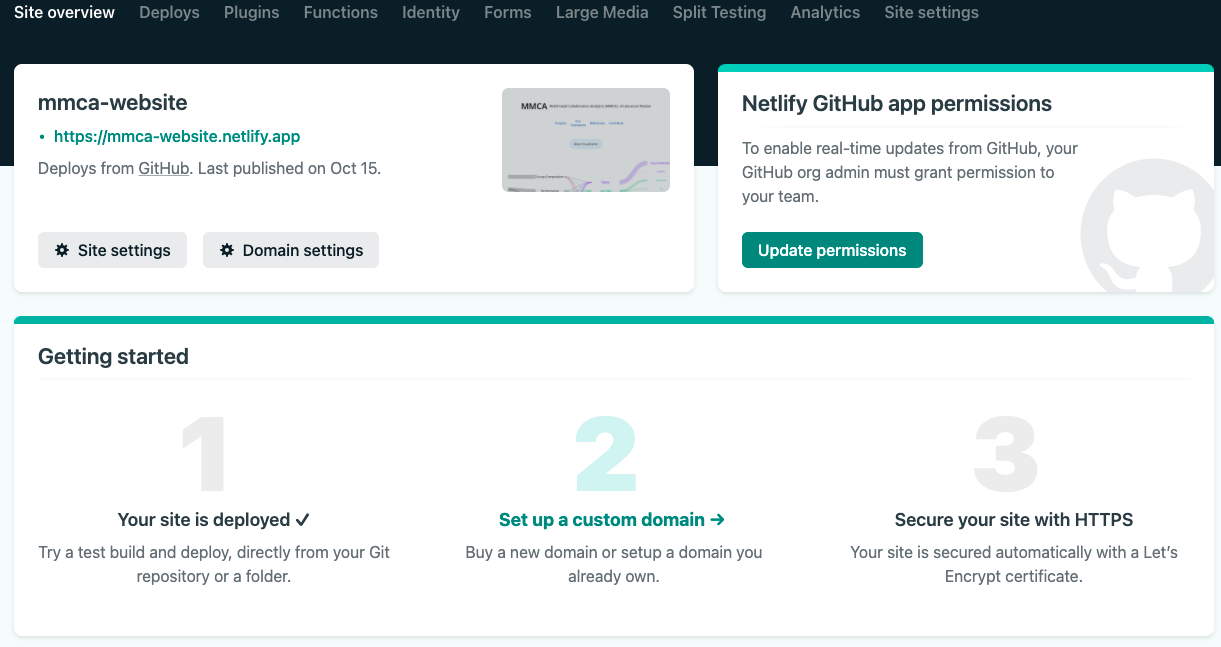 Site overview Deploys Plugins Functions Identity Forms Large Media Split Testing Analytics Site settings
mmca-website
• https://mmca-website.netlify.app
Deploys from GitHub. Last published on Oct 15.
MMCA
Site settings
Domain settings
Netlify GitHub app permissions
To enable real-time updates from GitHub, your
GitHub org admin must grant permission to
your team.
Update permissions
Getting started
1
Your site is deployed ✓
Try a test build and deploy, directly from your Git
repository or a folder.
2
Set up a custom domain →
Buy a new domain or setup a domain you
already own.
3
Secure your site with HTTPS
Your site is secured automatically with a Let’s
Encrypt certificate.